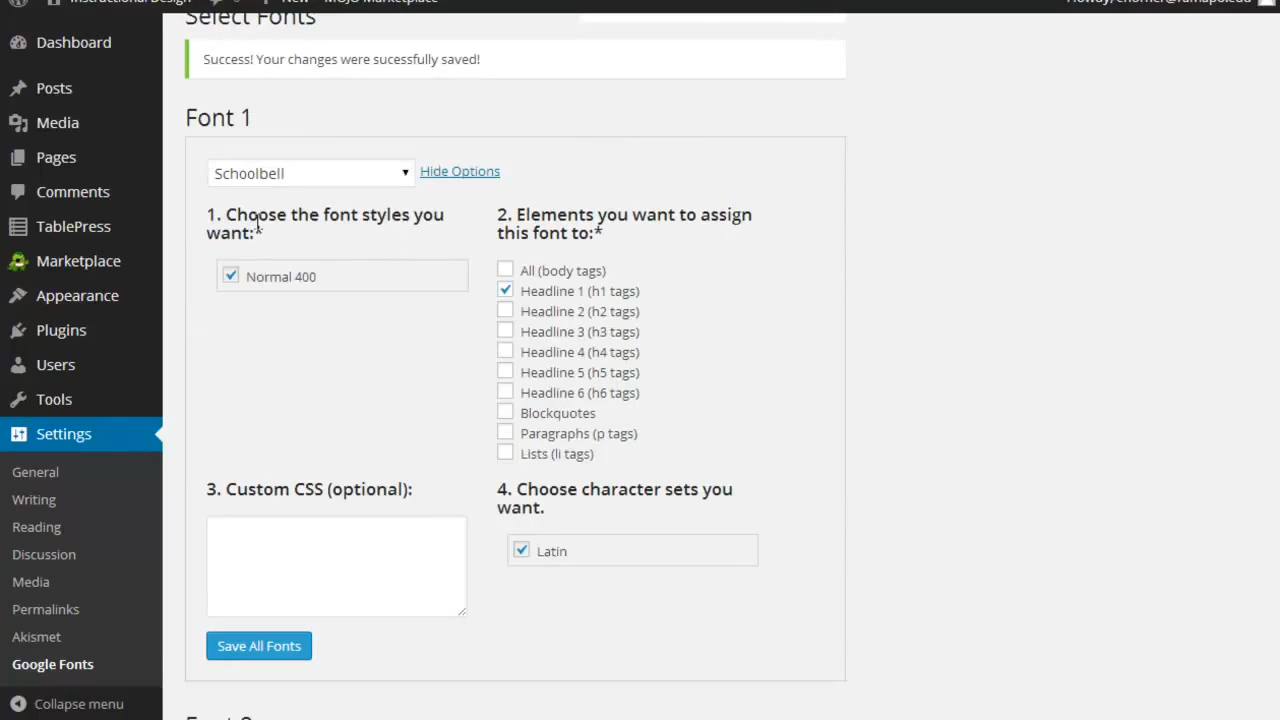 Instructional Design
New
MOJO Marketplace
Dashboard
Posts
Media
Pages
Comments
TablePress
Marketplace
Appearance
Plugins
Users
Tools
Settings
General
Writing
Reading
Discussion
Media
Permalinks
Akismet
Google Fonts
Collapse menu
Select Fonts
Success! Your changes were sucessfully saved!
Font 1
Schoolbell
Hide Options
1. Choose the font styles you
want:*
Normal 400
2. Elements you want to assign
this font to:*
All (body tags)
Headline 1 (h1 tags)
Headline 2 (h2 tags)
Headline 3 (h3 tags)
Headline 4 (h4 tags)
Headline 5 (h5 tags)
Headline 6 (h6 tags)
Blockquotes
Paragraphs (p tags)
Lists (li tags)
3. Custom CSS (optional):
4. Choose character sets you
want.
Latin
Save All Fonts